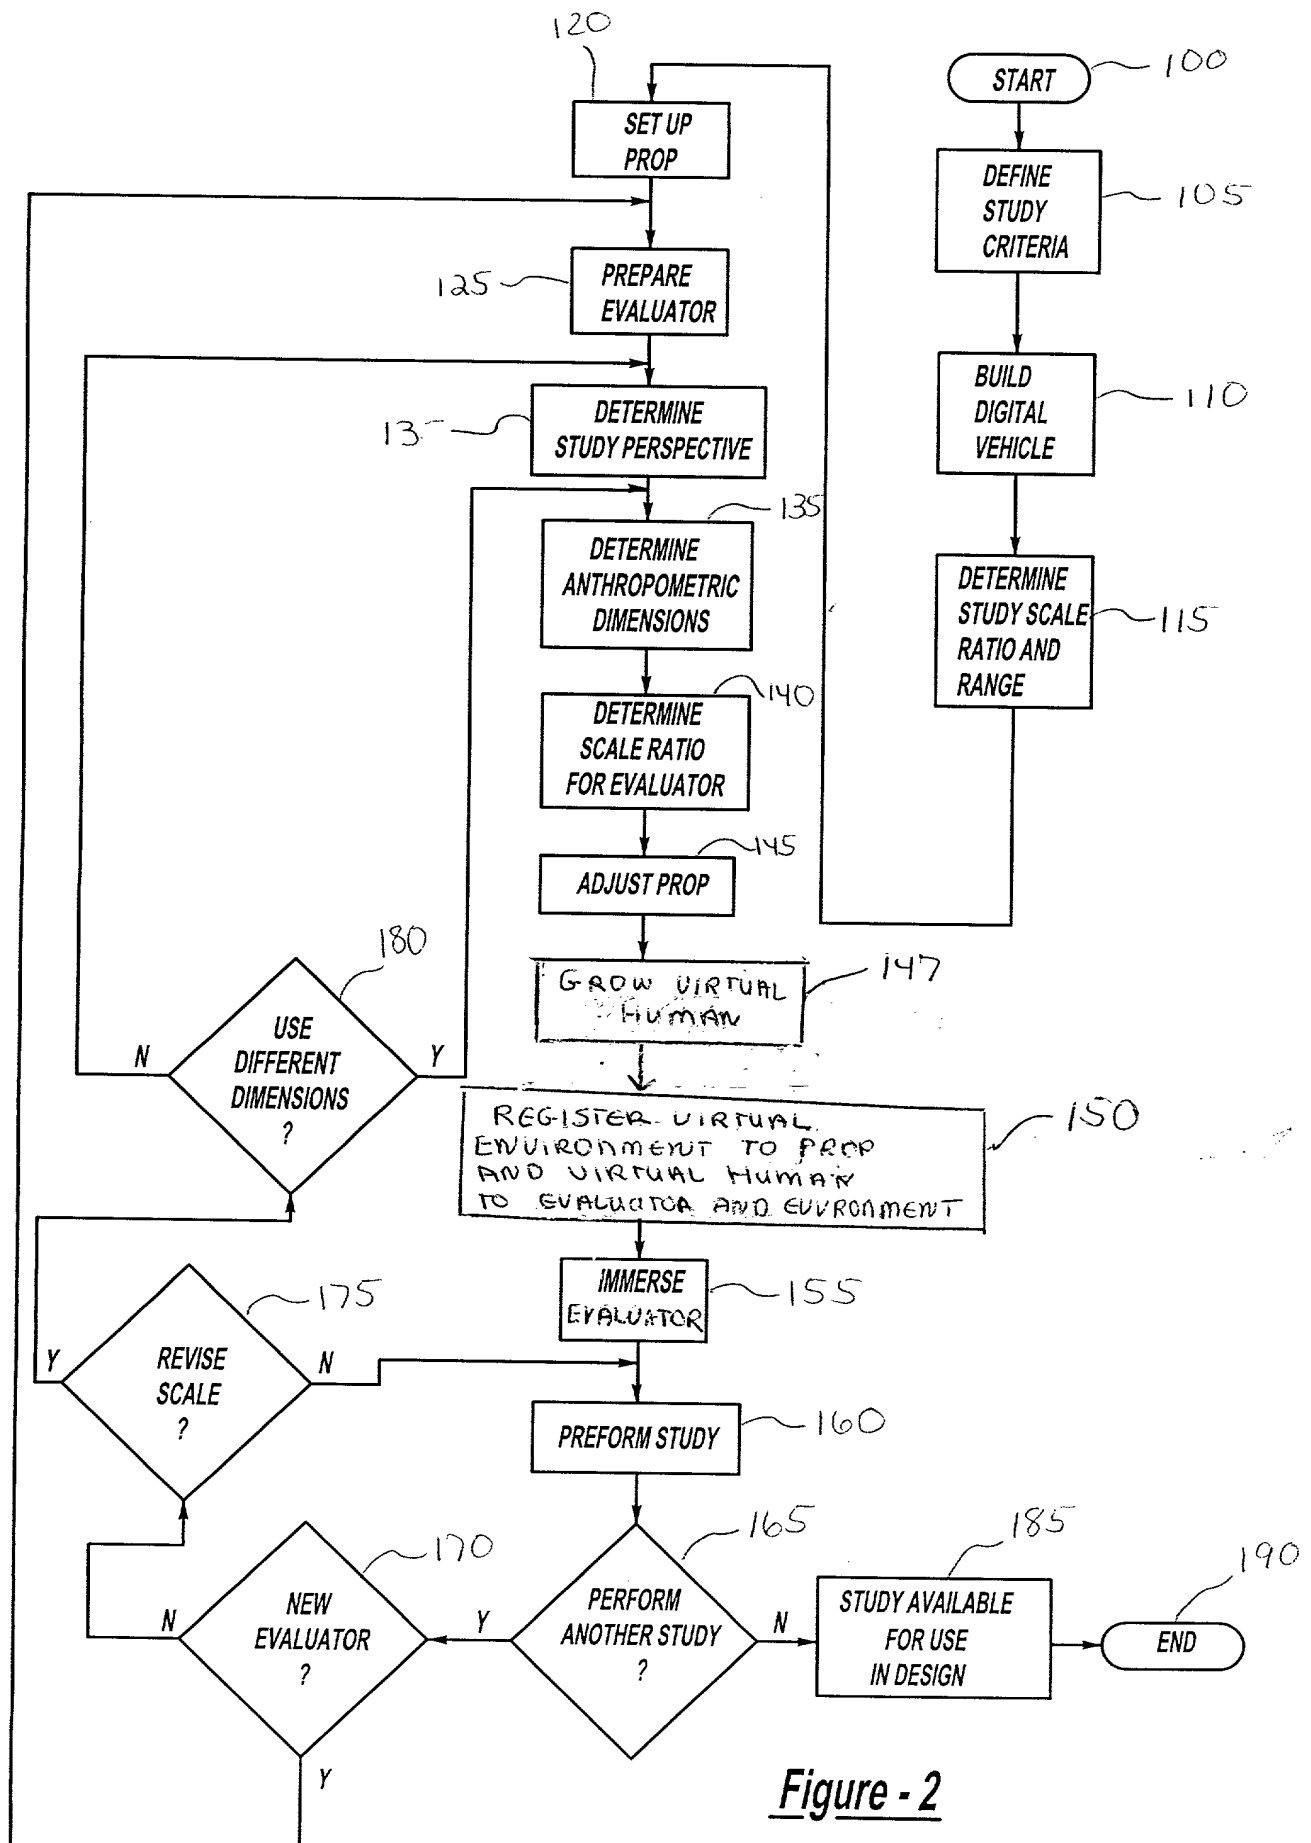 120
100
START
SET UP
PROP
DEFINE
STUDY
CRITERIA
105
125
PREPARE
EVALUATOR
BUILD
DIGITAL
VEHICLE
110
DETERMINE
STUDY PERSPECTIVE
135
DETERMINE
ANTHROPOMETRIC
DIMENSIONS
DETERMINE
STUDY SCALE
RATIO AND
RANGE
115
140
DETERMINE
SCALE RATIO
FOR EVALUATOR
145
ADJUST PROP
147
GROW VIRTUAL
HUMAN
180
USE
DIFFERENT
DIMENSIONS
?
N
Y
150
REGISTER VIRTUAL
ENVIRONMENT TO PROP
AND VIRTUAL HUMAN
TO EVALUATOR AND EUVRONMENT
IMMERSE
EVALUATOR
155
175
REVISE
SCALE
?
Y
N
PREFORM STUDY
160
165
PERFORM
ANOTHER STUDY
?
Y
N
170
NEW
EVALUATOR
?
N
Y
185
STUDY AVAILABLE
FOR USE
IN DESIGN
190
END
Figure - 2